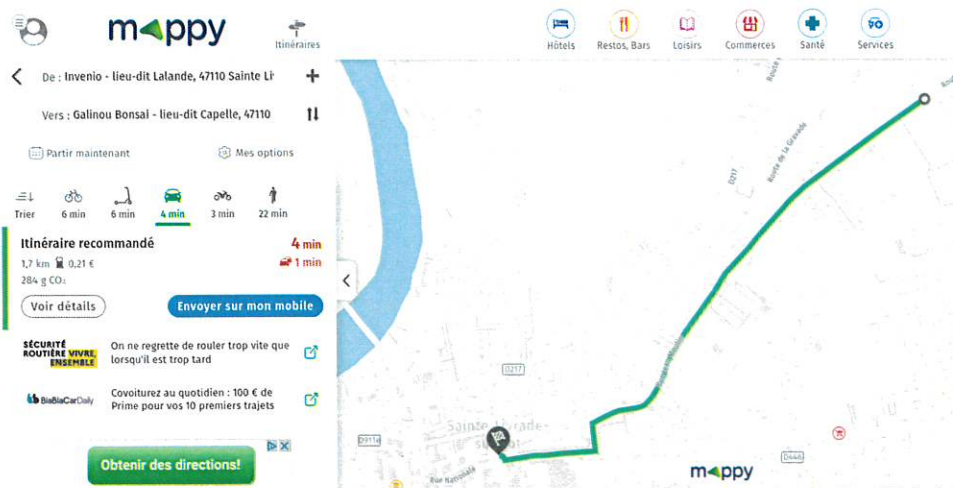 mappy
Itinéraires
Hôtels
Restos, Bars
Loisirs
Commerces
Santé
Services
De : Invenio - lieu-dit Lalande, 47110 Sainte Li
Vers : Galinou Bonsai - lieu-dit Capelle, 47110
Partir maintenant
Mes options
Trier
6 min
6 min
4 min
3 min
22 min
Itinéraire recommandé
4 min
1,7 km 0,21 €
1 min
284 g CO₂
Voir détails
Envoyer sur mon mobile
SÉCURITÉ
ROUTIÈRE VIVRE,
ENSEMBLE
On ne regrette de rouler trop vite que
lorsqu'il est trop tard
BlaBlaCarDaily
Covoiturez au quotidien : 100 € de
Prime pour vos 10 premiers trajets
Obtenir des directions!
Route de la Gravade
D217
D217
D911e
Rue Nationale
D446
mappy